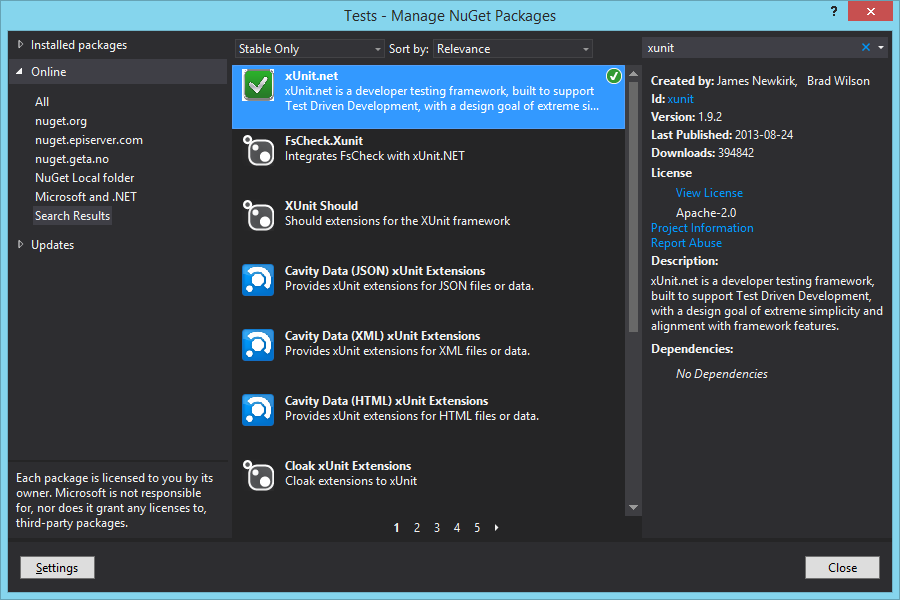 Tests - Manage NuGet Packages
?
Installed packages
Online
All
nuget.org
nuget.episerver.com
nuget.geta.no
NuGet Local folder
Microsoft and .NET
Search Results
Updates
Each package is licensed to you by its
owner. Microsoft is not responsible
for, nor does it grant any licenses to,
third-party packages.
Stable Only
Sort by:
Relevance
xUnit.net
xUnit.net is a developer testing framework, built to support
Test Driven Development, with a design goal of extreme si...
FsCheck.Xunit
Integrates FsCheck with xUnit.NET
XUnit Should
Should extensions for the XUnit framework
Cavity Data (JSON) xUnit Extensions
Provides xUnit extensions for JSON files or data.
Cavity Data (XML) xUnit Extensions
Provides xUnit extensions for XML files or data.
Cavity Data (HTML) xUnit Extensions
Provides xUnit extensions for HTML files or data.
Cloak xUnit Extensions
Cloak extensions to xUnit
1 2 3 4 5
xunit
Created by: James Newkirk, Brad Wilson
Id: xunit
Version: 1.9.2
Last Published: 2013-08-24
Downloads: 394842
License
View License
Apache-2.0
Project Information
Report Abuse
Description:
xUnit.net is a developer testing framework,
built to support Test Driven Development,
with a design goal of extreme simplicity and
alignment with framework features.
Dependencies:
No Dependencies
Settings
Close